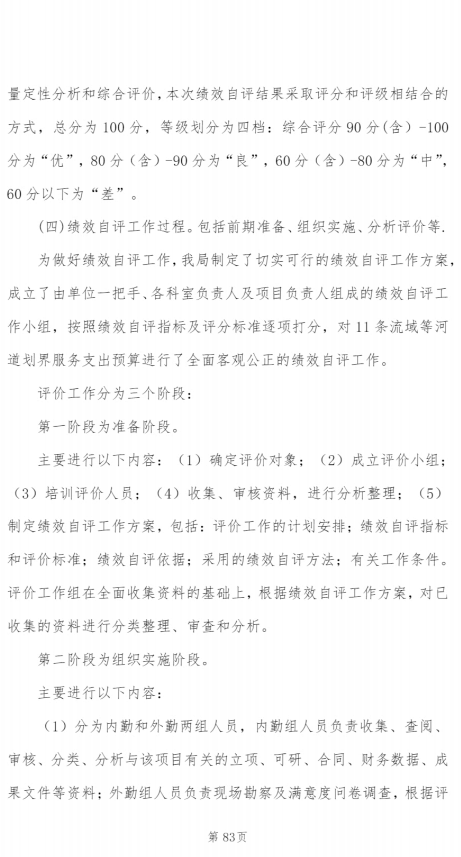 量定性分析和综合评价，本次绩效自评结果采取评分和评级相结合的
方式，总分为 100 分，等级划分为四档：综合评分 90 分(含）-100
分为“优”，80 分（含）-90 分为“良”，60 分（含）-80 分为“中”，
60 分以下为“差”。
(四)绩效自评工作过程。包括前期准备、组织实施、分析评价等.
为做好绩效自评工作，我局制定了切实可行的绩效自评工作方案，
成立了由单位一把手、各科室负责人及项目负责人组成的绩效自评工
作小组，按照绩效自评指标及评分标准逐项打分，对 11 条流域等河
道划界服务支出预算进行了全面客观公正的绩效自评工作。
评价工作分为三个阶段：
第一阶段为准备阶段。
主要进行以下内容：（1）确定评价对象；（2）成立评价小组；
（3）培训评价人员；（4）收集、审核资料，进行分析整理；（5）
制定绩效自评工作方案，包括：评价工作的计划安排；绩效自评指标
和评价标准；绩效自评依据；采用的绩效自评方法；有关工作条件。
评价工作组在全面收集资料的基础上，根据绩效自评工作方案，对已
收集的资料进行分类整理、审查和分析。
第二阶段为组织实施阶段。
主要进行以下内容：
（1）分为内勤和外勤两组人员，内勤组人员负责收集、查阅、
审核、分类、分析与该项目有关的立项、可研、合同、财务数据、成
果文件等资料；外勤组人员负责现场勘察及满意度问卷调查，根据评
第 83页